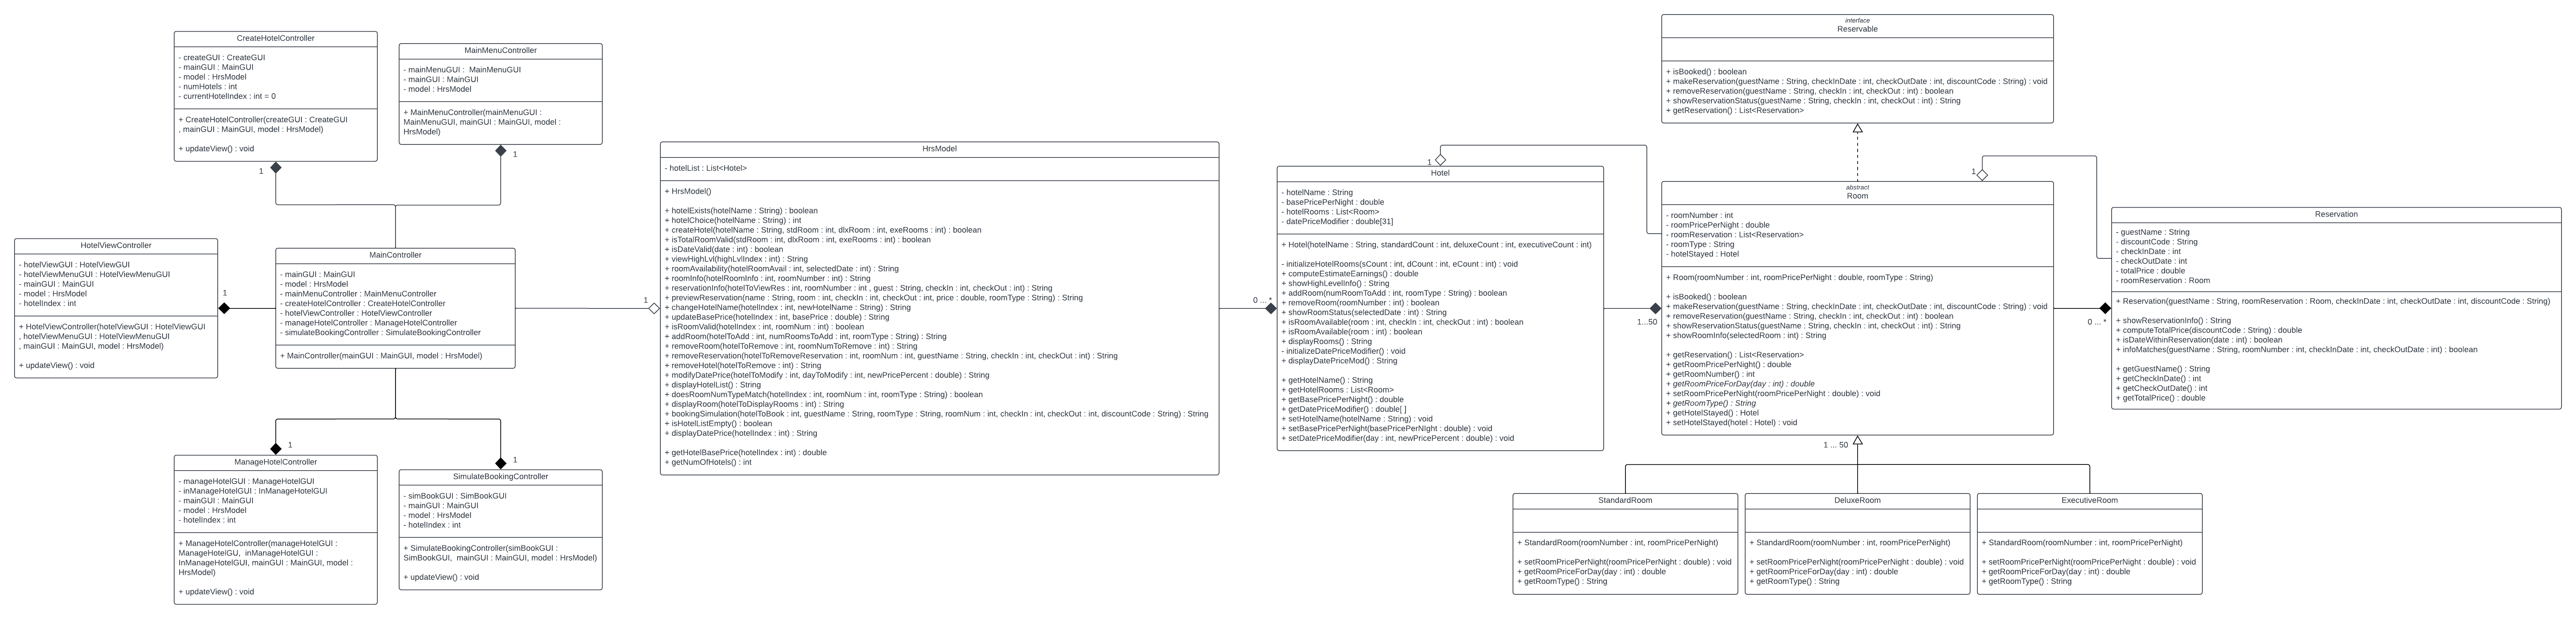 CreateHotelController
- createGUI : CreateGUI
- mainGUI : MainGUI
- model : HrsModel
- numHotels : int
- currentHotelIndex : int = 0
+ CreateHotelController(createGUI : CreateGUI
, mainGUI : MainGUI, model : HrsModel)
+ updateView() : void
1
MainMenuController
- mainMenuGUI :  MainMenuGUI
- mainGUI : MainGUI
- model : HrsModel
+ MainMenuController(mainMenuGUI :
MainMenuGUI, mainGUI : MainGUI, model :
HrsModel)
1
HotelViewController
- hotelViewGUI : HotelViewGUI
- hotelViewMenuGUI : HotelViewMenuGUI
- mainGUI : MainGUI
- model : HrsModel
- hotelIndex : int
+ HotelViewController(hotelViewGUI : HotelViewGUI
, hotelViewMenuGUI : HotelViewMenuGUI
, mainGUI : MainGUI, model : HrsModel)
+ updateView() : void
1
MainController
- mainGUI : MainGUI
- model : HrsModel
- mainMenuController : MainMenuController
- createHotelController : CreateHotelController
- hotelViewController : HotelViewController
- manageHotelController : ManageHotelController
- simulateBookingController : SimulateBookingController
+ MainController(mainGUI : MainGUI, model : HrsModel)
1
ManageHotelController
- manageHotelGUI : ManageHotelGUI
- inManageHotelGUI : InManageHotelGUI
- mainGUI : MainGUI
- model : HrsModel
- hotelIndex : int
+ ManageHotelController(manageHotelGUI :
ManageHotelGU,  inManageHotelGUI :
InManageHotelGUI, mainGUI : MainGUI, model :
HrsModel)
+ updateView() : void
1
SimulateBookingController
- simBookGUI : SimBookGUI
- mainGUI : MainGUI
- model : HrsModel
- hotelIndex : int
+ SimulateBookingController(simBookGUI :
SimBookGUI,  mainGUI : MainGUI, model : HrsModel)
+ updateView() : void
1
HrsModel
- hotelList : List<Hotel>
+ HrsModel()
+ hotelExists(hotelName : String) : boolean
+ hotelChoice(hotelName : String) : int
+ createHotel(hotelName : String, stdRoom : int, dlxRoom : int, exeRooms : int) : boolean
+ isTotalRoomValid(stdRoom : int, dlxRoom : int, exeRooms : int) : boolean
+ isDateValid(date : int) : boolean
+ viewHighLvl(highLvlIndex : int) : String
+ roomAvailability(hotelRoomAvail : int, selectedDate : int) : String
+ roomInfo(hotelRoomInfo : int, roomNumber : int) : String
+ reservationInfo(hotelToViewRes : int, roomNumber : int , guest : String, checkIn : int, checkOut : int) : String
+ previewReservation(name : String, room : int, checkIn : int, checkOut : int, price : double, roomType : String) : String
+ changeHotelName(hotelIndex : int, newHotelName : String) : String
+ updateBasePrice(hotelIndex : int, basePrice : double) : String
+ isRoomValid(hotelIndex : int, roomNum : int) : boolean
+ addRoom(hotelToAdd : int, numRoomsToAdd : int, roomType : String) : String
+ removeRoom(hotelToRemove : int, roomNumToRemove : int) : String
+ removeReservation(hotelToRemoveReservation : int, roomNum : int, guestName : String, checkIn : int, checkOut : int) : String
+ removeHotel(hotelToRemove : int) : String
+ modifyDatePrice(hotelToModify : int, dayToModify : int, newPricePercent : double) : String
+ displayHotelList() : String
+ doesRoomNumTypeMatch(hotelIndex : int, roomNum : int, roomType : String) : boolean
+ displayRoom(hotelToDisplayRooms : int) : String
+ bookingSimulation(hotelToBook : int, guestName : String, roomType : String, roomNum : int, checkIn : int, checkOut : int, discountCode : String) : String
+ isHotelListEmpty() : boolean
+ displayDatePrice(hotelIndex : int) : String
+ getHotelBasePrice(hotelIndex : int) : double
+ getNumOfHotels() : int
0 ... *
1
Hotel
- hotelName : String
- basePricePerNight : double
- hotelRooms : List<Room>
- datePriceModifier : double[31]
+ Hotel(hotelName : String, standardCount : int, deluxeCount : int, executiveCount : int)
- initializeHotelRooms(sCount : int, dCount : int, eCount : int) : void
+ computeEstimateEarnings() : double
+ showHighLevelInfo() : String
+ addRoom(numRoomToAdd : int, roomType : String) : boolean
+ removeRoom(roomNumber : int) : boolean
+ showRoomStatus(selectedDate : int) : String
+ isRoomAvailable(room : int, checkIn : int, checkOut : int) : boolean
+ isRoomAvailable(room : int) : boolean
+ displayRooms() : String
- initializeDatePriceModifier() : void
+ displayDatePriceMod() : String
+ getHotelName() : String
+ getHotelRooms : List<Room>
+ getBasePricePerNight() : double
+ getDatePriceModifier() : double[ ]
+ setHotelName(hotelName : String) : void
+ setBasePricePerNight(basePricePerNIght : double) : void
+ setDatePriceModifier(day : int, newPricePercent : double) : void
1...50
interface
Reservable
+ isBooked() : boolean
+ makeReservation(guestName : String, checkInDate : int, checkOutDate : int, discountCode : String) : void
+ removeReservation(guestName : String, checkIn : int, checkOut : int) : boolean
+ showReservationStatus(guestName : String, checkIn : int, checkOut : int) : String
+ getReservation() : List<Reservation>
1
abstract
Room
- roomNumber : int
- roomPricePerNight : double
- roomReservation : List<Reservation>
- roomType : String
- hotelStayed : Hotel
+ Room(roomNumber : int, roomPricePerNight : double, roomType : String)
+ isBooked() : boolean
+ makeReservation(guestName : String, checkInDate : int, checkOutDate : int, discountCode : String) : void
+ removeReservation(guestName : String, checkIn : int, checkOut : int) : boolean
+ showReservationStatus(guestName : String, checkIn : int, checkOut : int) : String
+ showRoomInfo(selectedRoom : int) : String
+ getReservation() : List<Reservation>
+ getRoomPricePerNight() : double
+ getRoomNumber() : int
+ getRoomPriceForDay(day : int) : double
+ setRoomPricePerNight(roomPricePerNight : double) : void
+ getRoomType() : String
+ getHotelStayed() : Hotel
+ setHotelStayed(hotel : Hotel) : void
1 ... 50
0 ... *
Reservation
- guestName : String
- discountCode : String
- checkInDate : int
- checkOutDate : int
- totalPrice : double
- roomReservation : Room
+ Reservation(guestName : String, roomReservation : Room, checkInDate : int, checkOutDate : int, discountCode : String)
+ showReservationInfo() : String
+ computeTotalPrice(discountCode : String) : double
+ isDateWithinReservation(date : int) : boolean
+ infoMatches(guestName : String, roomNumber : int, checkInDate : int, checkOutDate : int) : boolean
+ getGuestName() : String
+ getCheckInDate() : int
+ getCheckOutDate() : int
+ getTotalPrice() : double
StandardRoom
+ StandardRoom(roomNumber : int, roomPricePerNight)
+ setRoomPricePerNight(roomPricePerNight : double) : void
+ getRoomPriceForDay(day : int) : double
+ getRoomType() : String
DeluxeRoom
+ StandardRoom(roomNumber : int, roomPricePerNight)
+ setRoomPricePerNight(roomPricePerNight : double) : void
+ getRoomPriceForDay(day : int) : double
+ getRoomType() : String
ExecutiveRoom
+ StandardRoom(roomNumber : int, roomPricePerNight)
+ setRoomPricePerNight(roomPricePerNight : double) : void
+ getRoomPriceForDay(day : int) : double
+ getRoomType() : String